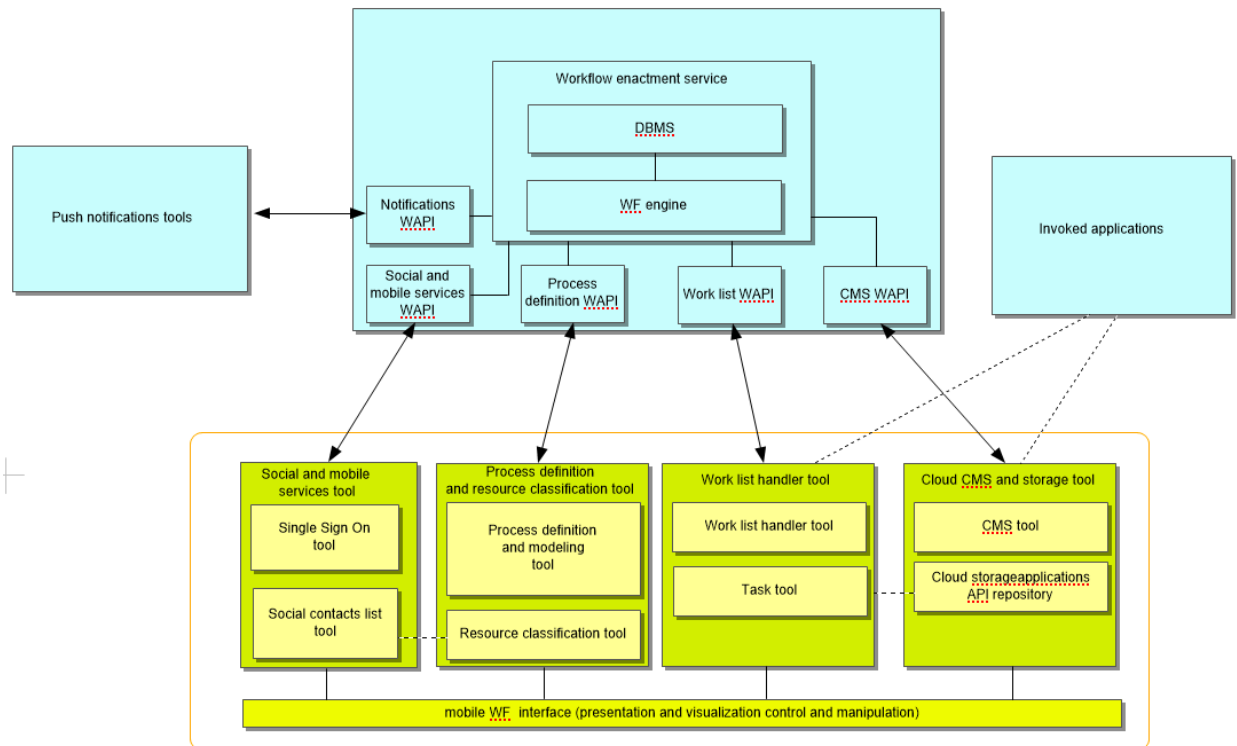 Workflow enactment service
DBMS
WF engine
Push notifications tools
Notifications
WAPI
Invoked applications
Social and
mobile services
WAPI
Process
definition WAPI
Work list WAPI
CMS WAPI
Social and mobile
services tool
Single Sign On
tool
Social contacts list
tool
Process definition
and resource classification tool
Process definition
and modeling
tool
Resource classification tool
Work list handler tool
Work list handler tool
Task tool
Cloud CMS and storage tool
CMS tool
Cloud storageapplications
API repository
mobile WF interface (presentation and visualization control and manipulation)